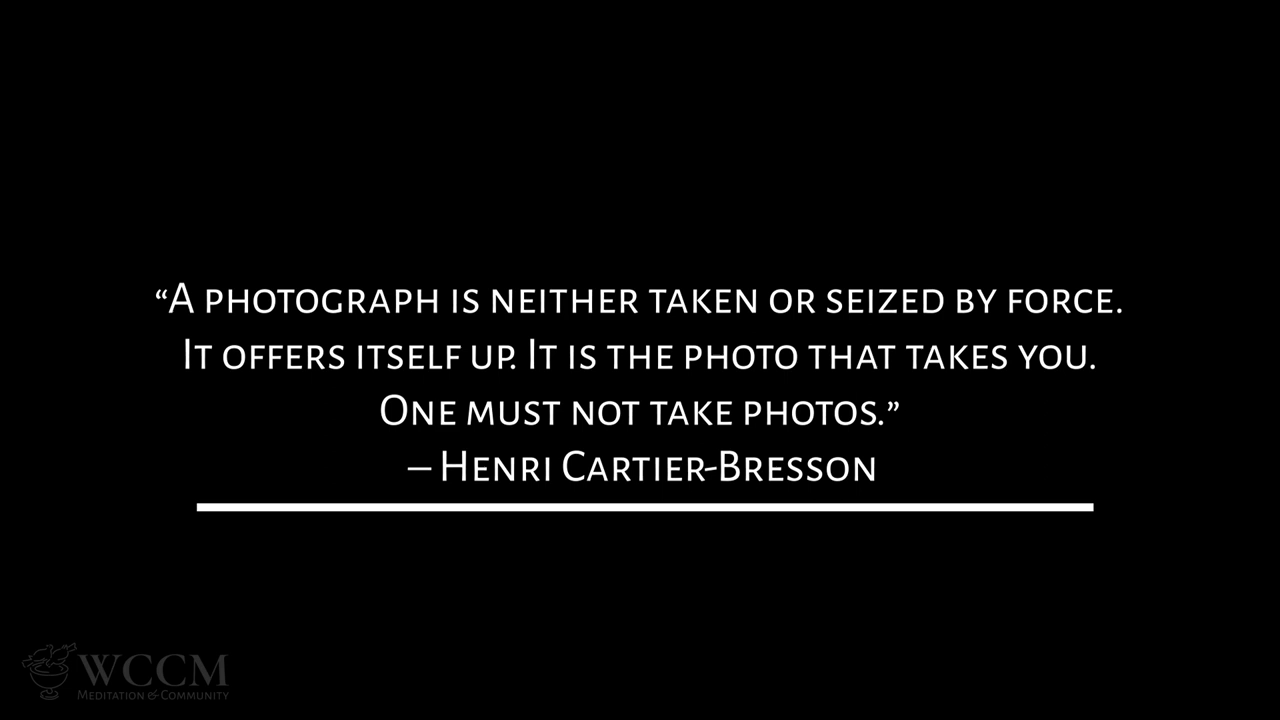 “A photograph is neither taken or seized by force.
It offers itself up. It is the photo that takes you.
One must not take photos.”
– Henri Cartier-Bresson
WCCM
Meditation & Community